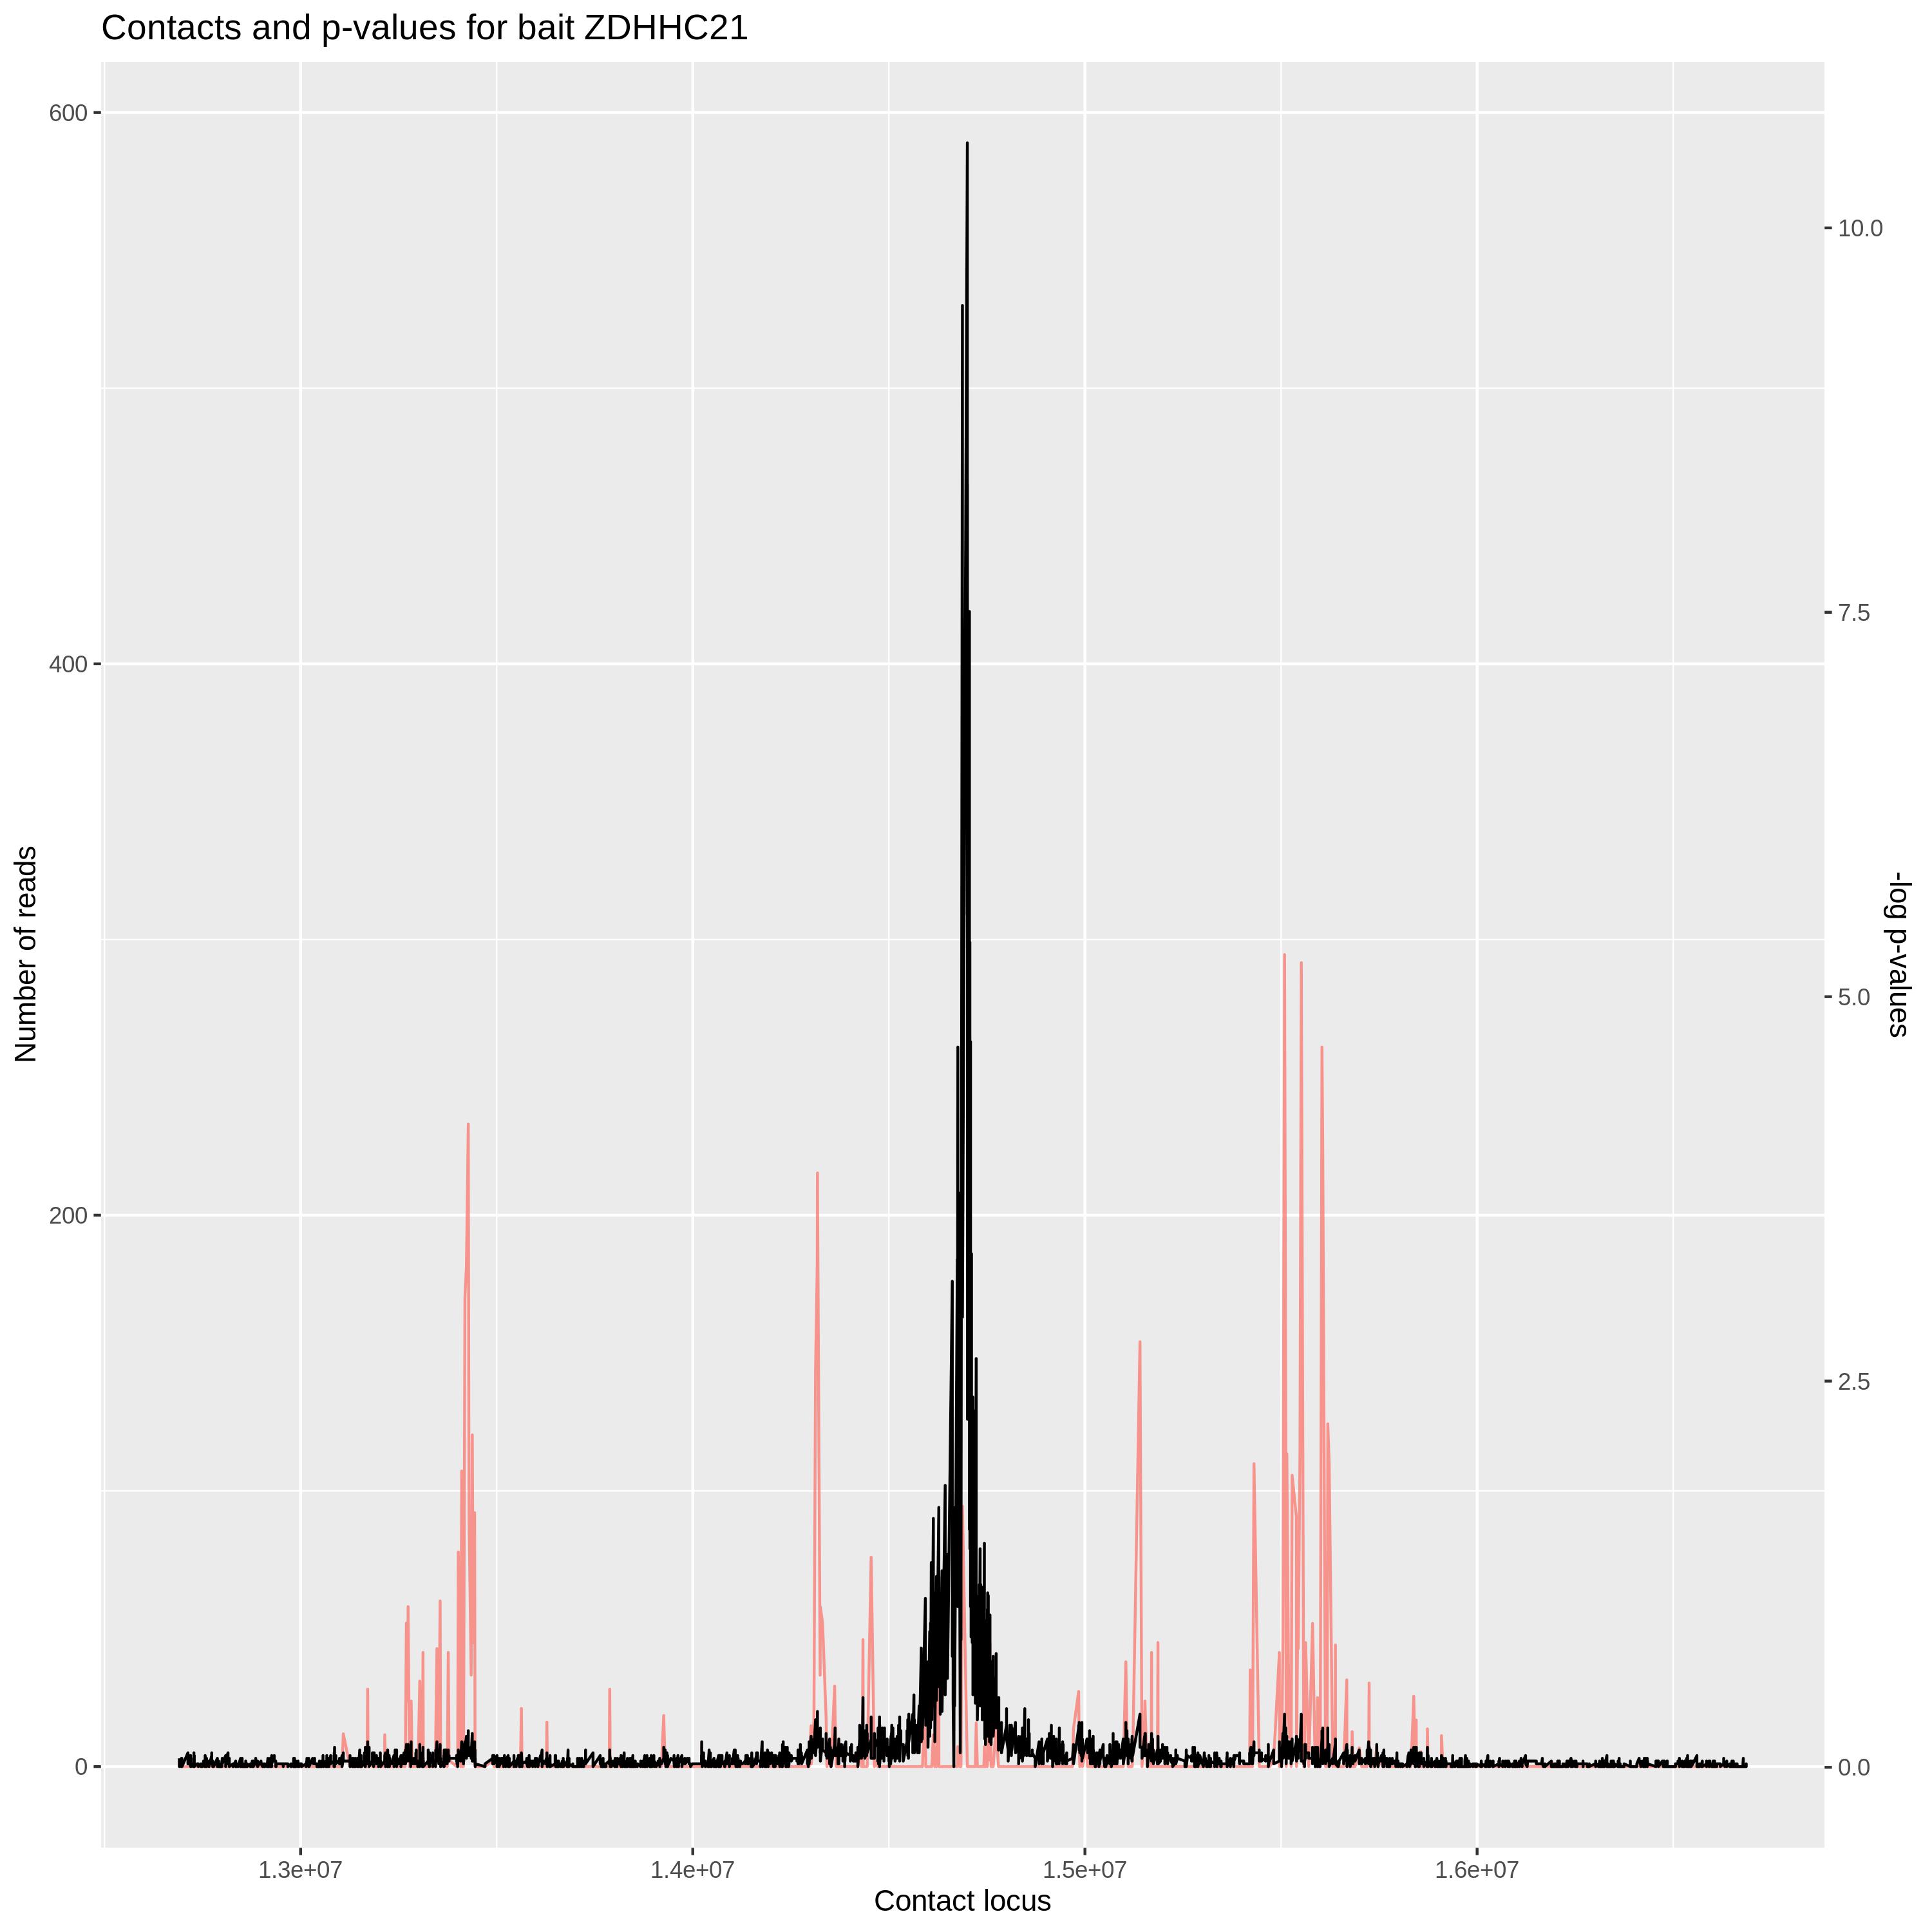 Contacts and p-values for bait ZDHHC21
600
400
200
0
10.0
7.5
5.0
2.5
0.0
Number of reads
-log p-values
1.3e+07
1.4e+07
1.5e+07
1.6e+07
Contact locus